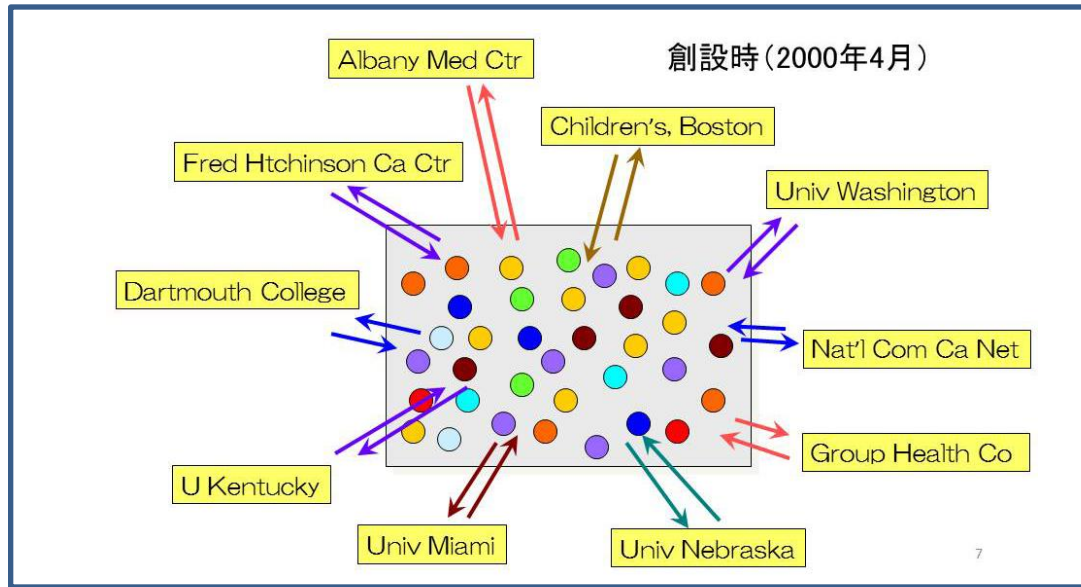 Albany Med Ctr
創設時(2000年4月)
Children's, Boston
Fred Htchinson Ca Ctr
Univ Washington
Dartmouth College
Nat'l Com Ca Net
Group Health Co
U Kentucky
Univ Miami
Univ Nebraska
7